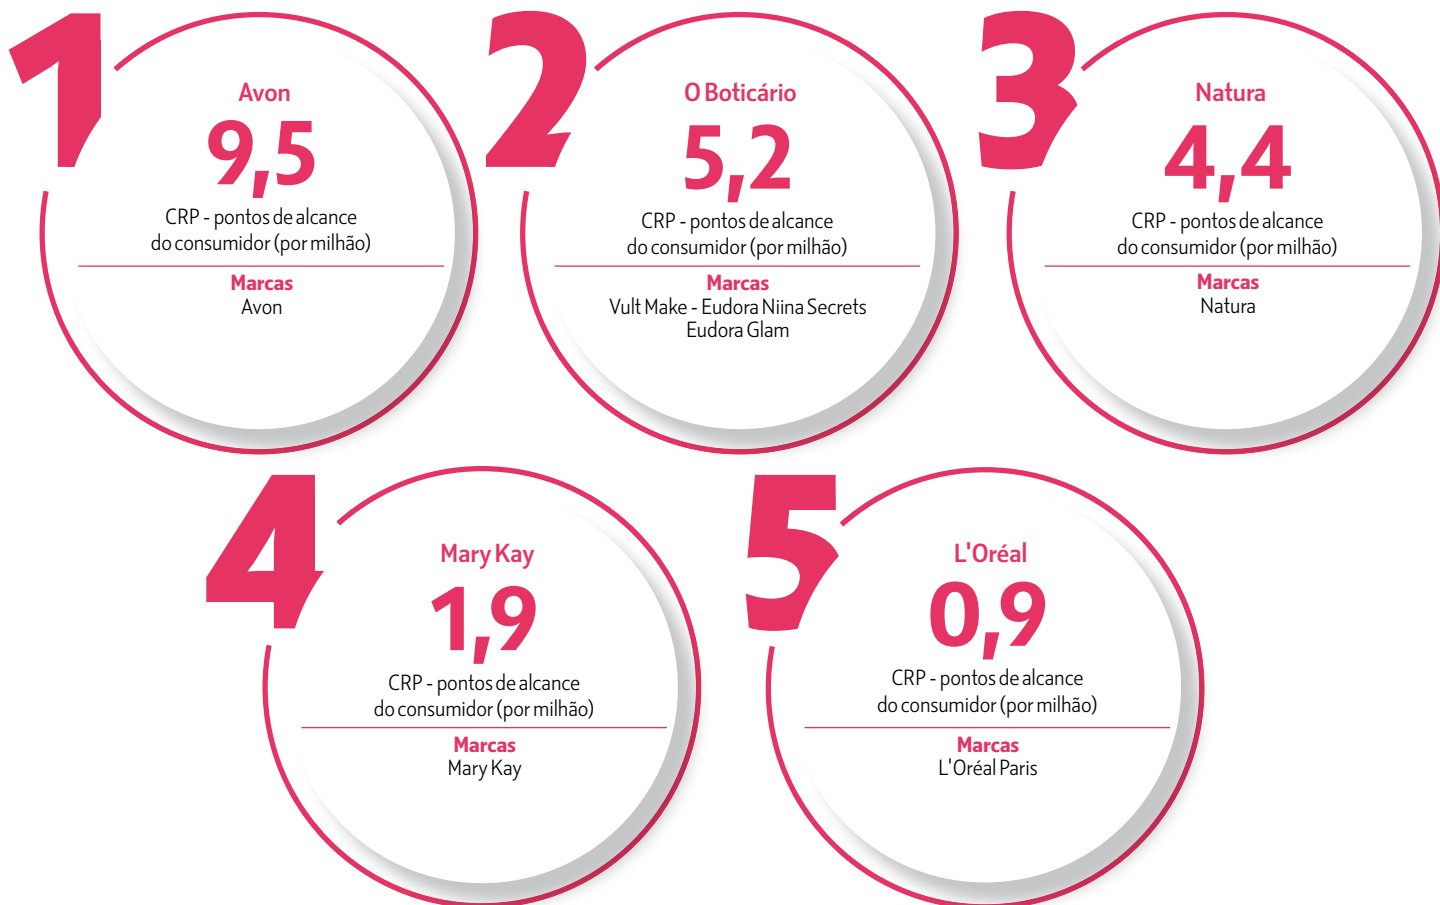 1
Avon
9,5
CRP - pontos de alcance
do consumidor (por milhão)
Marcas
Avon
2
O Boticário
5,2
CRP - pontos de alcance
do consumidor (por milhão)
Marcas
Vult Make - Eudora Niina Secrets
Eudora Glam
3
Natura
4,4
CRP - pontos de alcance
do consumidor (por milhão)
Marcas
Natura
4
Mary Kay
1,9
CRP - pontos de alcance
do consumidor (por milhão)
Marcas
Mary Kay
5
L'Oréal
0,9
CRP - pontos de alcance
do consumidor (por milhão)
Marcas
L'Oréal Paris